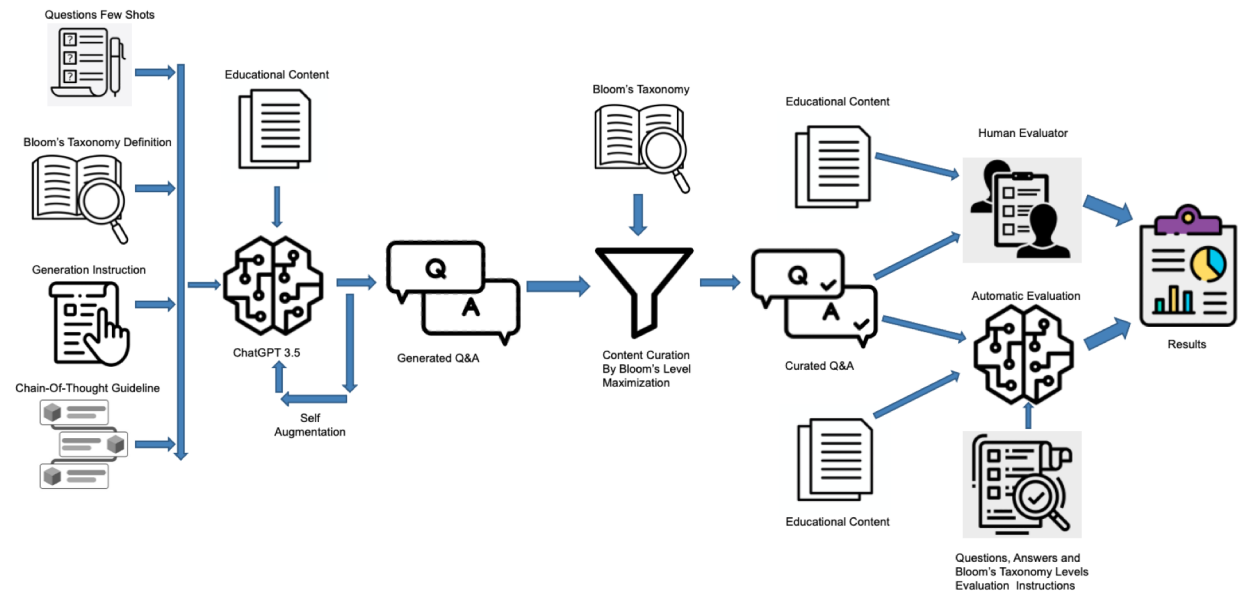 Questions Few Shots
?
?
?
Bloom's Taxonomy Definition
Generation Instruction
Chain-Of-Thought Guideline
Educational Content
ChatGPT 3.5
Self
Augmentation
Q
A
Generated Q&A
Bloom's Taxonomy
Content Curation
By Bloom's Level
Maximization
Q
A
Curated Q&A
Educational Content
Educational Content
Human Evaluator
Automatic Evaluation
Questions, Answers and
Bloom's Taxonomy Levels
Evaluation Instructions
Results